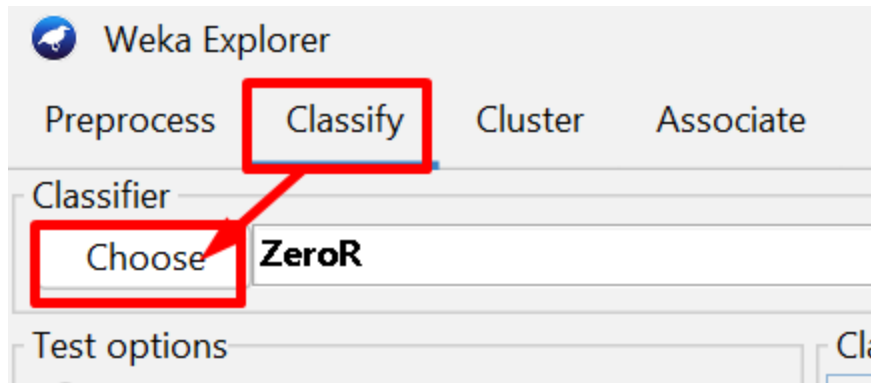 Weka Explorer
Preprocess Classify Cluster Associate
Classifier
Choose ZeroR
Test options